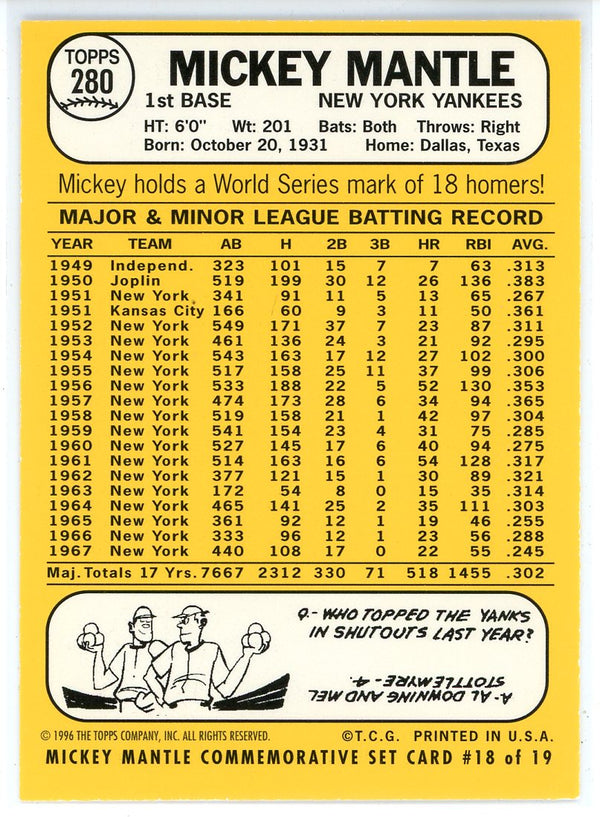 TOPPS
280
MICKEY MANTLE
1st BASE NEW YORK YANKEES
HT: 6'0" Wt: 201 Bats: Both Throws: Right
Born: October 20, 1931 Home: Dallas, Texas
Mickey holds a World Series mark of 18 homers!
MAJOR & MINOR LEAGUE BATTING RECORD
YEAR TEAM AB H 2B 3B HR RBI AVG.
1949 Independ. 323 101 15 7 7 63 .313
1950 Joplin 519 199 30 12 26 136 .383
1951 New York 341 91 11 5 13 65 .267
1951 Kansas City 166 60 9 3 11 50 .361
1952 New York 549 171 37 7 23 87 .311
1953 New York 461 136 24 3 21 92 .295
1954 New York 543 163 17 12 27 102 .300
1955 New York 517 158 25 11 37 99 .306
1956 New York 533 188 22 5 52 130 .353
1957 New York 474 173 28 6 34 94 .365
1958 New York 519 158 21 1 42 97 .304
1959 New York 541 154 23 4 31 75 .285
1960 New York 527 145 17 6 40 94 .275
1961 New York 514 163 16 6 54 128 .317
1962 New York 377 121 15 1 30 89 .321
1963 New York 172 54 8 0 15 35 .314
1964 New York 465 141 25 2 35 111 .303
1965 New York 361 92 12 1 19 46 .255
1966 New York 333 96 12 1 23 56 .288
1967 New York 440 108 17 0 22 55 .245
Maj. Totals 17 Yrs. 7667 2312 330 71 518 1455 .302
Q.- WHO TOPPED THE YANKS
IN SHUTOUTS LAST YEAR?
A- AL DOWNING AND MEL
STOTTLEMYRE - 4.
© 1996 THE TOPPS COMPANY, INC. ALL RIGHTS RESERVED. ©T.C.G. PRINTED IN U.S.A.
MICKEY MANTLE COMMEMORATIVE SET CARD #18 of 19